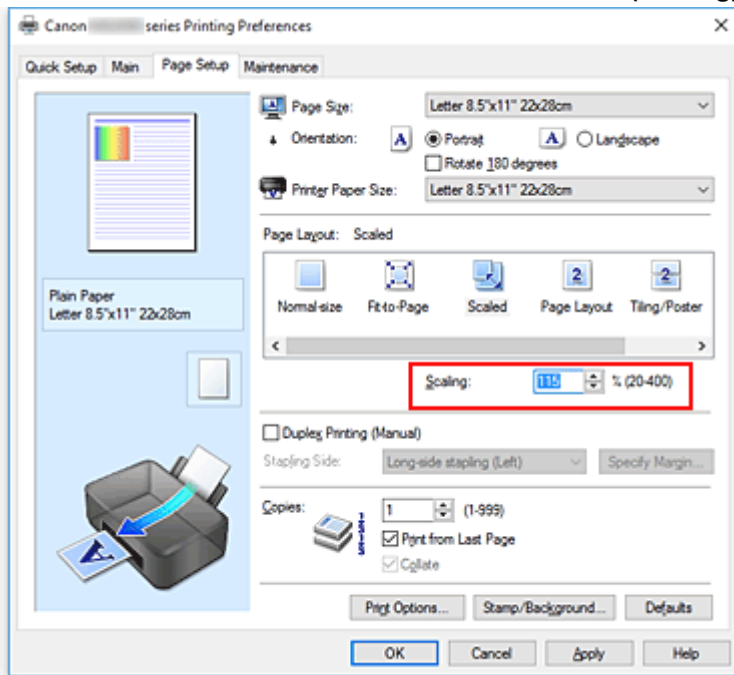 Canon series Printing Preferences
Quick Setup Main Page Setup Maintenance
Page Size: Letter 8.5"x11" 22x28cm
Orientation: A Portrait A Landscape
Rotate 180 degrees
Printer Paper Size: Letter 8.5"x11" 22x28cm
Page Layout: Scaled
Normal-size Fit-to-Page Scaled Page Layout Tiling/Poster
Plain Paper
Letter 8.5"x11" 22x28cm
Scaling: 115 % (20-400)
Duplex Printing (Manual)
Stapling Side: Long-side stapling (Left) Specify Margin...
Copies: 1 (1-999)
Print from Last Page
Collate
Print Options... Stamp/Background... Defaults
OK Cancel Apply Help